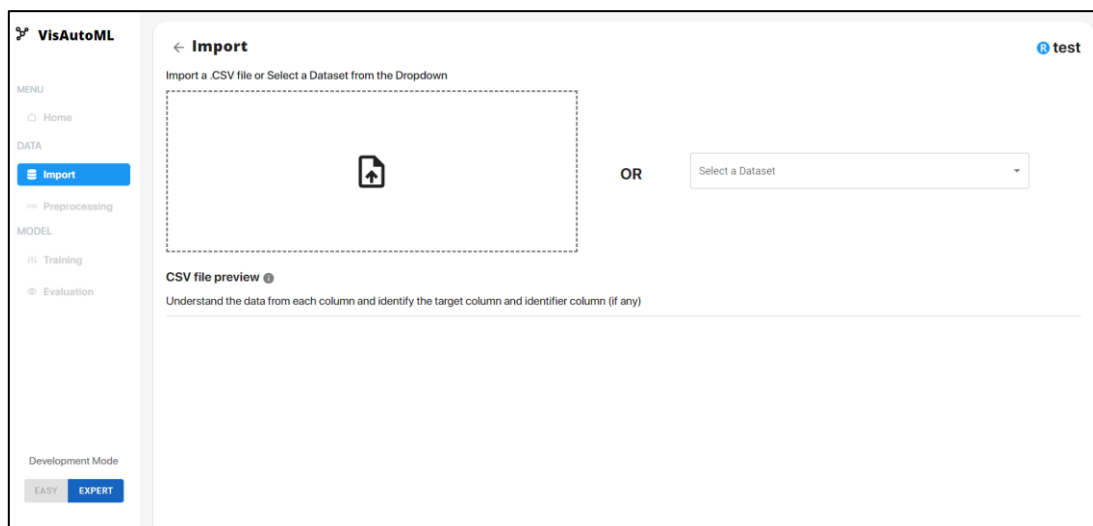 VisAutoML
MENU
Home
DATA
Import
Preprocessing
MODEL
Training
Evaluation
Development Mode
EASY EXPERT
Import
R test
Import a .CSV file or Select a Dataset from the Dropdown
OR
Select a Dataset
CSV file preview
Understand the data from each column and identify the target column and identifier column (if any)